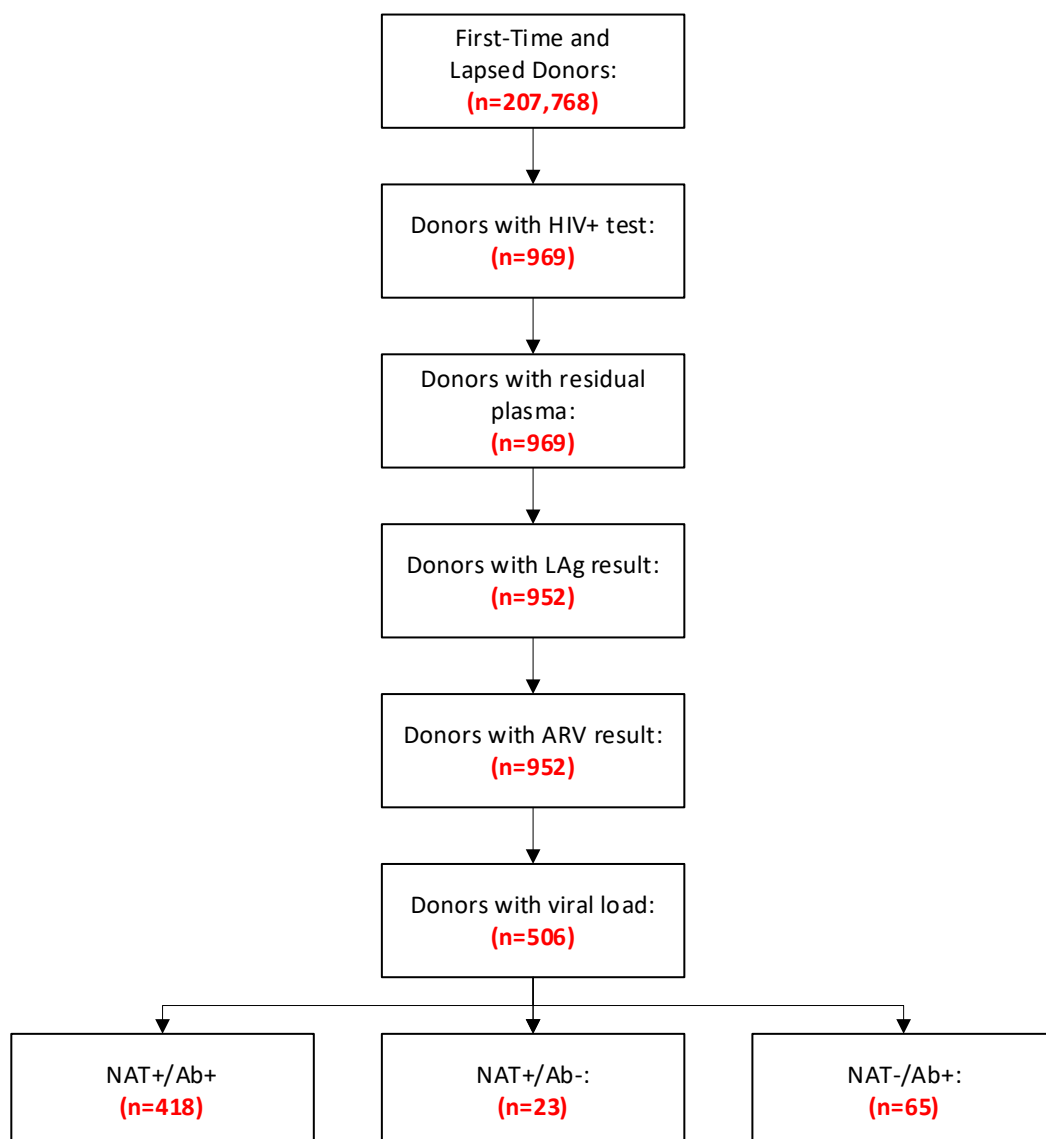 First-Time and
Lapsed Donors:
(n=207,768)
Donors with HIV+ test:
(n=969)
Donors with residual
plasma:
(n=969)
Donors with LAg result:
(n=952)
Donors with ARV result:
(n=952)
Donors with viral load:
(n=506)
NAT+/Ab+
(n=418)
NAT+/Ab-:
(n=23)
NAT-/Ab+:
(n=65)